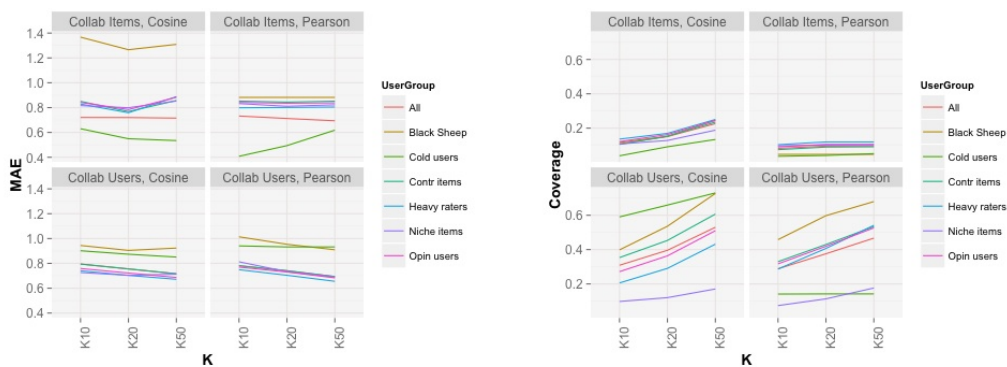 Collab Items, Cosine
Collab Items, Pearson
1.4
1.2
1.0
0.8
0.6
0.4
Collab Users, Cosine
Collab Users, Pearson
1.4
1.2
1.0
0.8
0.6
0.4
MAE
K10
K20
K50
K10
K20
K50
K
UserGroup
All
Black Sheep
Cold users
Contr items
Heavy raters
Niche items
Opin users
Collab Items, Cosine
Collab Items, Pearson
0.6
0.4
0.2
Collab Users, Cosine
Collab Users, Pearson
0.6
0.4
0.2
Coverage
K10
K20
K50
K10
K20
K50
K
UserGroup
All
Black Sheep
Cold users
Contr items
Heavy raters
Niche items
Opin users